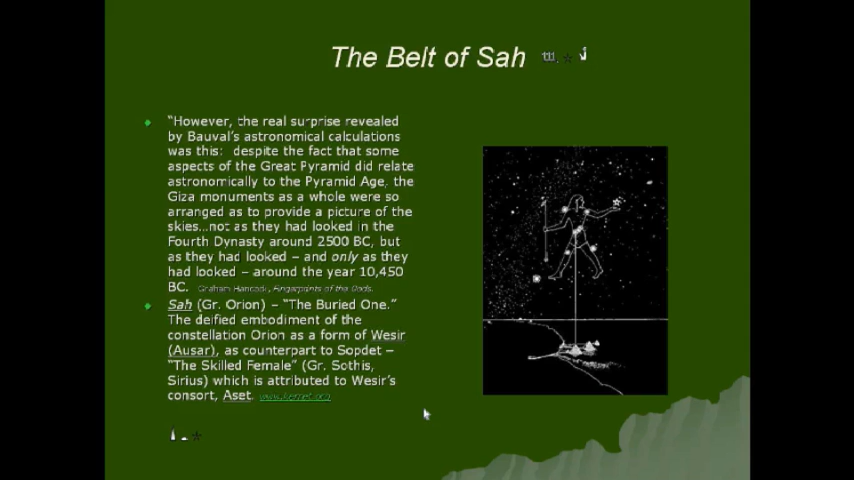 The Belt of Sah
“However, the real surprise revealed
by Bauval’s astronomical calculations
was this: despite the fact that some
aspects of the Great Pyramid did relate
astronomically to the Pyramid Age, the
Giza monuments as a whole were so
arranged as to provide a picture of the
skies…not as they had looked in the
Fourth Dynasty around 2500 BC, but
as they had looked – and only as they
had looked – around the year 10,450
BC. Graham Hancock, Fingerprints of the Gods.
Sah (Gr. Orion) – “The Buried One.”
The deified embodiment of the
constellation Orion as a form of Wesir
(Ausar), as counterpart to Sopdet –
“The Skilled Female” (Gr. Sothis,
Sirius) which is attributed to Wesir’s
consort, Aset. www.kemet.org